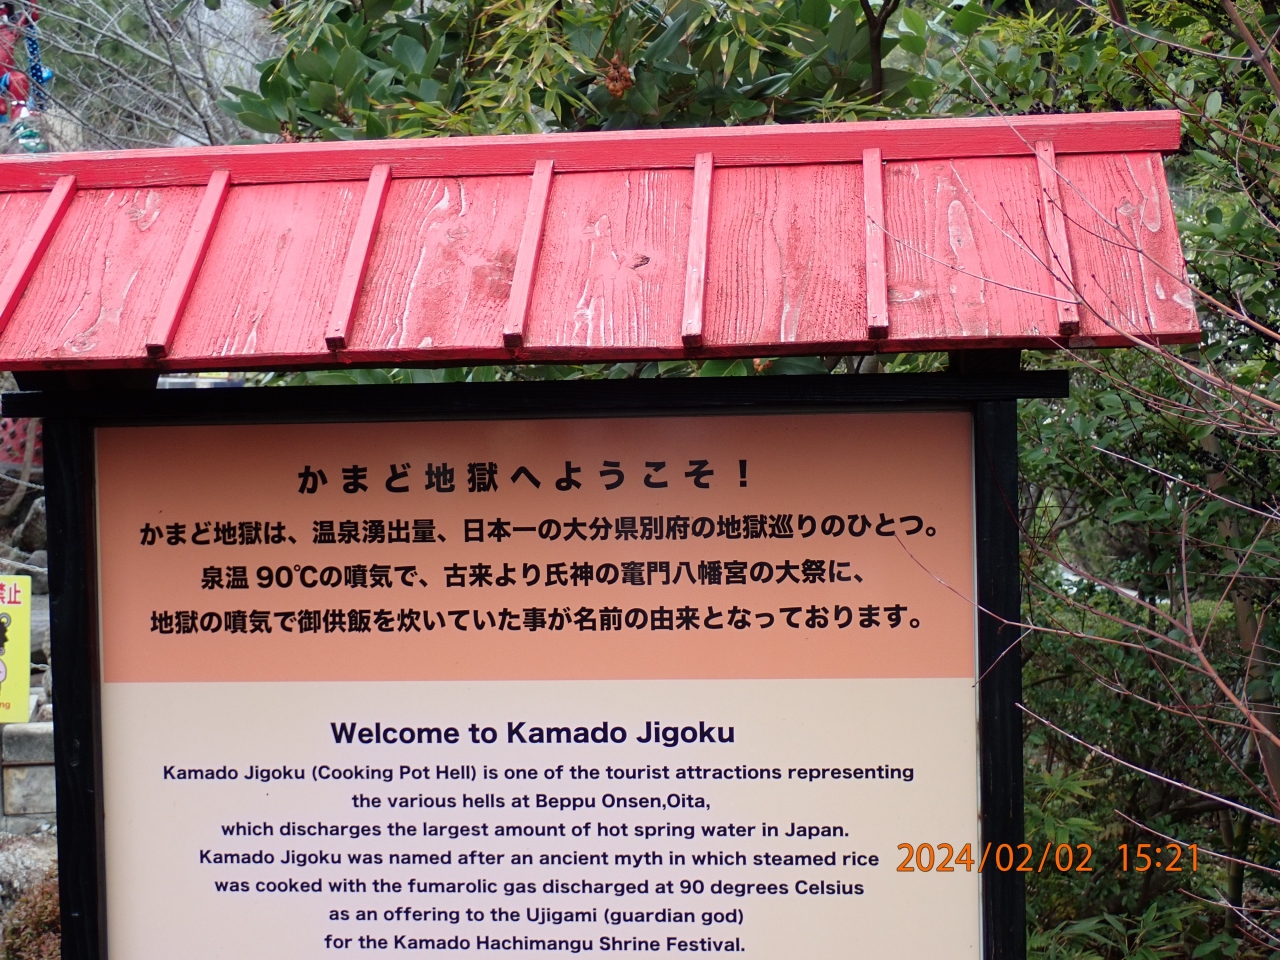 かまど地獄へようこそ！
かまど地獄は、温泉湧出量、日本一の大分県別府の地獄巡りのひとつ。
泉温90℃の噴気で、古来より氏神の竈門八幡宮の大祭に、
地獄の噴気で御供飯を炊いていた事が名前の由来となっております。
Welcome to Kamado Jigoku
Kamado Jigoku (Cooking Pot Hell) is one of the tourist attractions representing
the various hells at Beppu Onsen,Oita,
which discharges the largest amount of hot spring water in Japan.
Kamado Jigoku was named after an ancient myth in which steamed rice
was cooked with the fumarolic gas discharged at 90 degrees Celsius
as an offering to the Ujigami (guardian god)
for the Kamado Hachimangu Shrine Festival.
禁止
2024/02/02 15:21